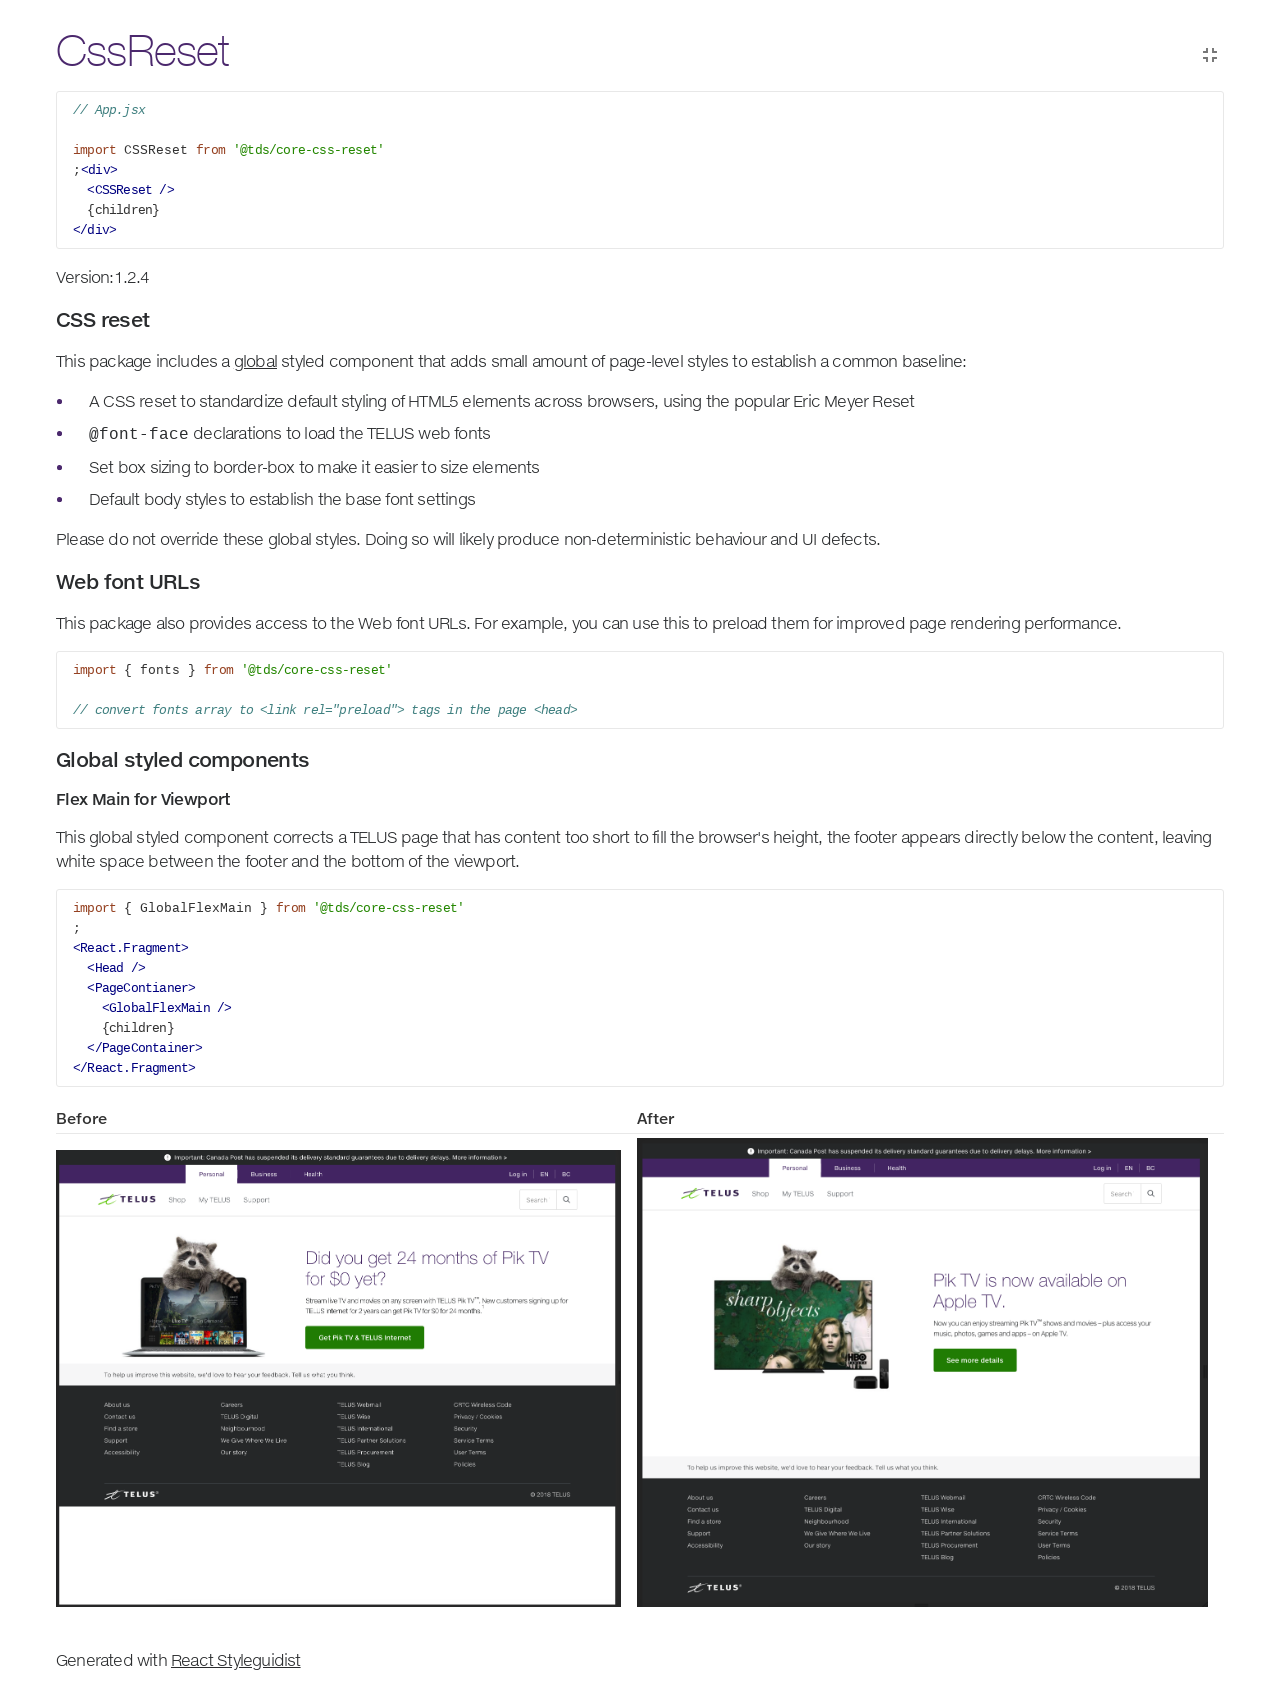 CssReset
// App.jsx
import CSSReset from '@tds/core-css-reset'
;<div>
<CSSReset />
{children}
</div>
Version:1.2.4
CSS reset
This package includes a global styled component that adds small amount of page-level styles to establish a common baseline:
• A CSS reset to standardize default styling of HTML5 elements across browsers, using the popular Eric Meyer Reset
• @font-face declarations to load the TELUS web fonts
• Set box sizing to border-box to make it easier to size elements
• Default body styles to establish the base font settings
Please do not override these global styles. Doing so will likely produce non-deterministic behaviour and UI defects.
Web font URLs
This package also provides access to the Web font URLs. For example, you can use this to preload them for improved page rendering performance.
import { fonts } from '@tds/core-css-reset'
// convert fonts array to <link rel="preload"> tags in the page <head>
Global styled components
Flex Main for Viewport
This global styled component corrects a TELUS page that has content too short to fill the browser's height, the footer appears directly below the content, leaving
white space between the footer and the bottom of the viewport.
import { GlobalFlexMain } from '@tds/core-css-reset'
;
<React.Fragment>
<Head />
<PageContianer>
<GlobalFlexMain />
{children}
</PageContainer>
</React.Fragment>
Before
Important: Canada Post has suspended its delivery standard guarantees due to delivery delays. More information >
Personal Business Health Log in EN BC
TELUS Shop My TELUS Support Search
Did you get 24 months of Pik TV
for $0 yet?
Stream live TV and movies on any screen with TELUS Pik TV™. New customers signing up for
TELUS Internet for 2 years can get Pik TV for $0 for 24 months.
Get Pik TV & TELUS Internet
To help us improve this website, we'd love to hear your feedback. Tell us what you think.
About us Careers TELUS Webmail CRTC Wireless Code
Contact us TELUS Digital TELUS Wise Privacy / Cookies
Find a store Neighbourhood TELUS International Security
Support We Give Where We Live TELUS Partner Solutions Service Terms
Accessibility Our story TELUS Procurement User Terms
TELUS Blog Policies
TELUS © 2018 TELUS
After
Important: Canada Post has suspended its delivery standard guarantees due to delivery delays. More information >
Personal Business Health Log in EN BC
TELUS Shop My TELUS Support Search
sharp
objects
HBO
Pik TV is now available on
Apple TV.
Now you can enjoy streaming Pik TV™ shows and movies – plus access your
music, photos, games and apps – on Apple TV.
See more details
To help us improve this website, we'd love to hear your feedback. Tell us what you think.
About us Careers TELUS Webmail CRTC Wireless Code
Contact us TELUS Digital TELUS Wise Privacy / Cookies
Find a store Neighbourhood TELUS International Security
Support We Give Where We Live TELUS Partner Solutions Service Terms
Accessibility Our story TELUS Procurement User Terms
TELUS Blog Policies
TELUS © 2018 TELUS
Generated with React Styleguidist